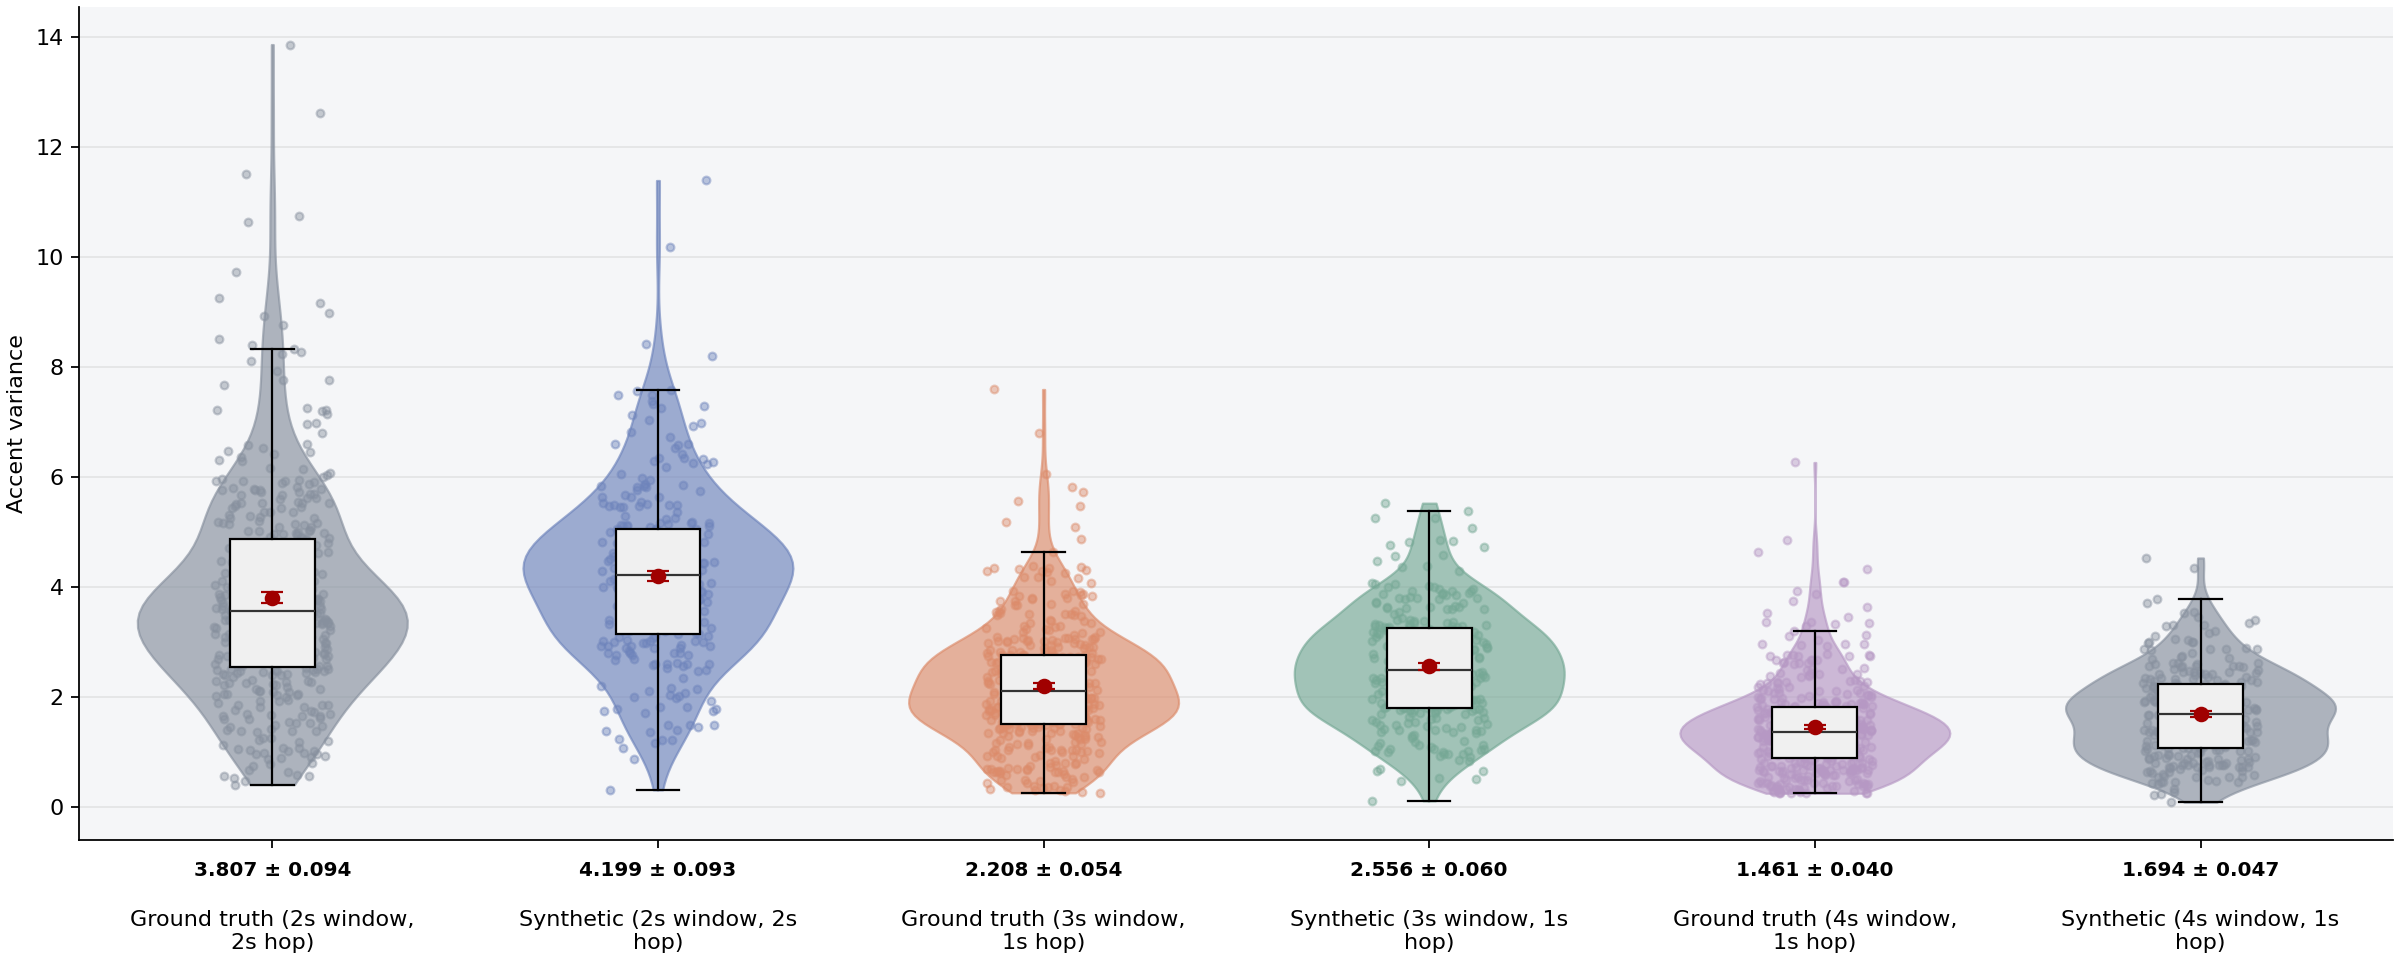 Accent variance
14
12
10
8
6
4
2
0
3.807 ± 0.094
4.199 ± 0.093
2.208 ± 0.054
2.556 ± 0.060
1.461 ± 0.040
1.694 ± 0.047
Ground truth (2s window,
2s hop)
Synthetic (2s window, 2s
hop)
Ground truth (3s window,
1s hop)
Synthetic (3s window, 1s
hop)
Ground truth (4s window,
1s hop)
Synthetic (4s window, 1s
hop)